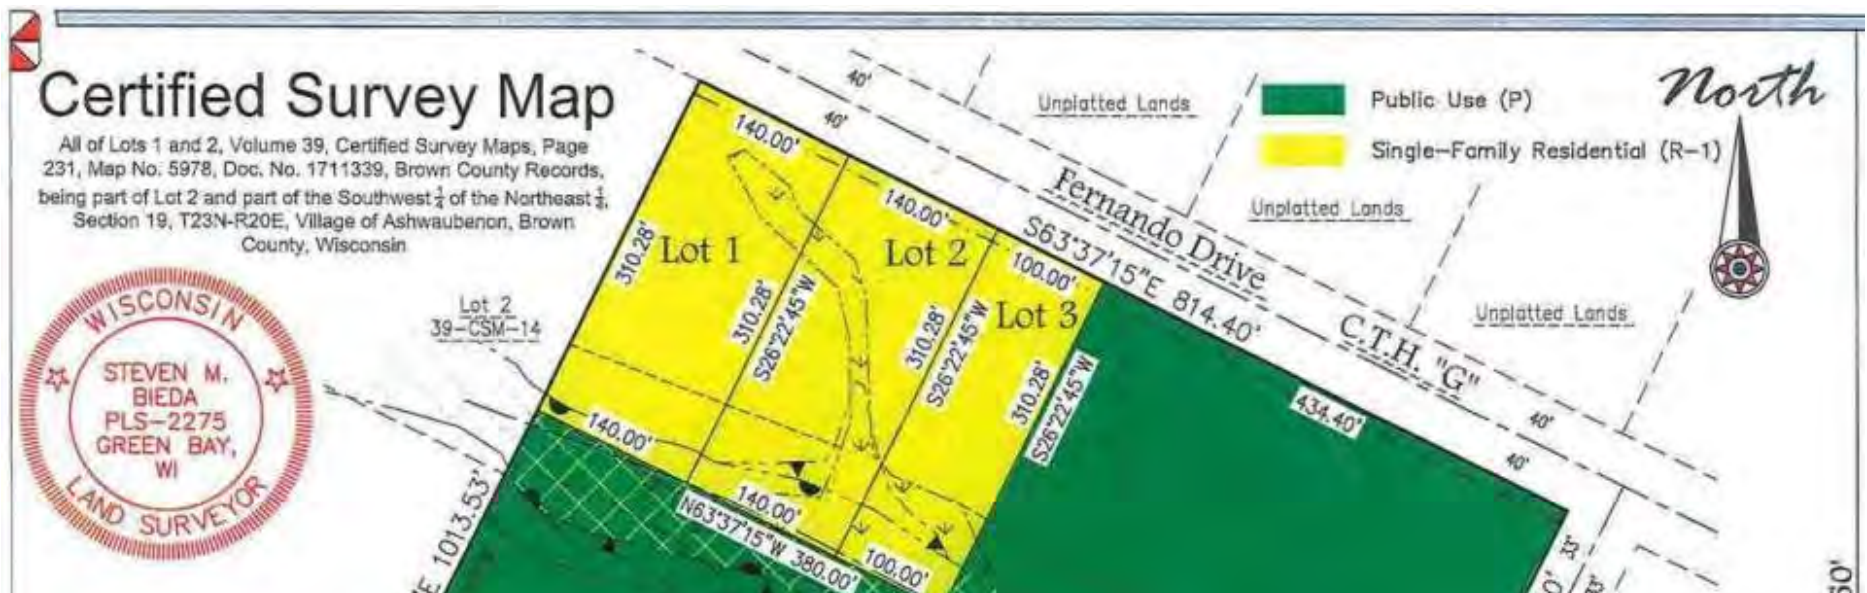 Certified Survey Map
All of Lots 1 and 2, Volume 39, Certified Survey Maps, Page
231, Map No. 5978, Doc. No. 1711339, Brown County Records,
being part of Lot 2 and part of the Southwest ¼ of the Northeast ¼,
Section 19, T23N-R20E, Village of Ashwaubenon, Brown
County, Wisconsin
WISCONSIN
STEVEN M.
BIEDA
PLS-2275
GREEN BAY,
WI
LAND SURVEYOR
Lot 2
39-CSM-14
Public Use (P)
Single-Family Residential (R-1)
North
Unplatted Lands
Unplatted Lands
Unplatted Lands
40'
40'
Fernando Drive
C.T.H. "G"
S63°37'15"E 814.40'
140.00'
140.00'
100.00'
434.40'
40'
40'
Lot 1
Lot 2
Lot 3
310.28'
310.28'
S26°22'45"W
310.28'
S26°22'45"W
310.28'
S26°22'45"W
140.00'
140.00'
100.00'
N63°37'15"W 380.00'
E 1013.53'
33'
33'